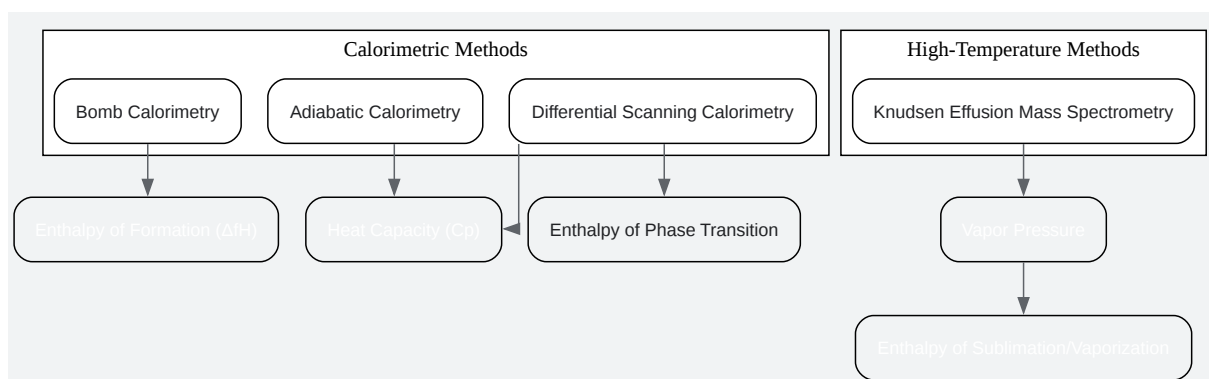 Calorimetric Methods
High-Temperature Methods
Bomb Calorimetry
Adiabatic Calorimetry
Differential Scanning Calorimetry
Knudsen Effusion Mass Spectrometry
Enthalpy of Formation (ΔfH)
Heat Capacity (Cp)
Enthalpy of Phase Transition
Vapor Pressure
Enthalpy of Sublimation/Vaporization